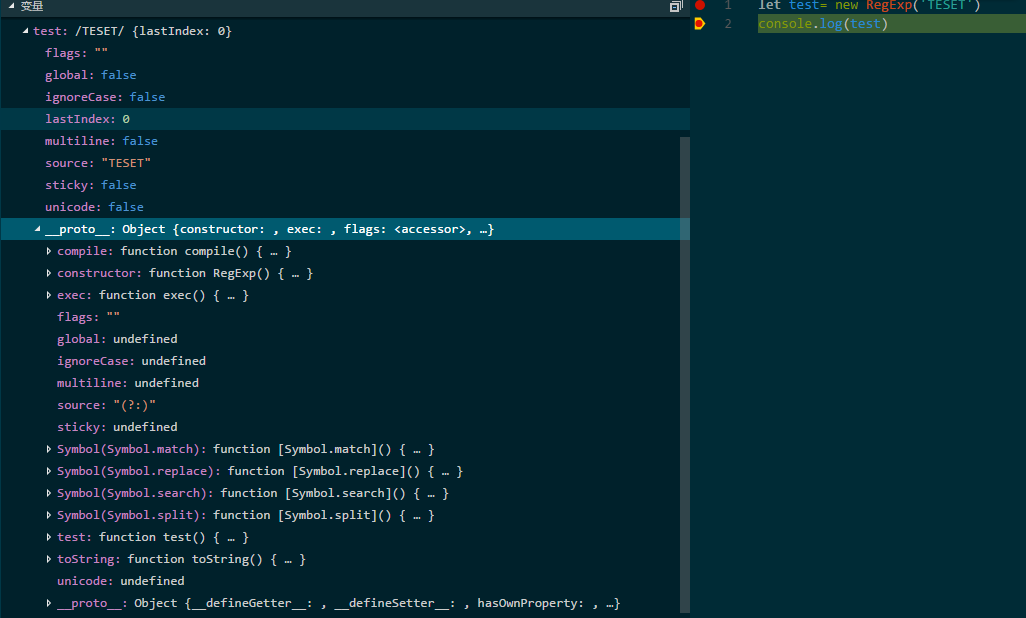 变量
test: /TESET/ {lastIndex: 0}
flags: ""
global: false
ignoreCase: false
lastIndex: 0
multiline: false
source: "TESET"
sticky: false
unicode: false
__proto__: Object {constructor: , exec: , flags: <accessor>, …}
compile: function compile() { … }
constructor: function RegExp() { … }
exec: function exec() { … }
flags: ""
global: undefined
ignoreCase: undefined
multiline: undefined
source: "(?:)"
sticky: undefined
Symbol(Symbol.match): function [Symbol.match]() { … }
Symbol(Symbol.replace): function [Symbol.replace]() { … }
Symbol(Symbol.search): function [Symbol.search]() { … }
Symbol(Symbol.split): function [Symbol.split]() { … }
test: function test() { … }
toString: function toString() { … }
unicode: undefined
__proto__: Object {__defineGetter__: , __defineSetter__: , hasOwnProperty: , …}
1 let test= new RegExp('TESET')
2 console.log(test)